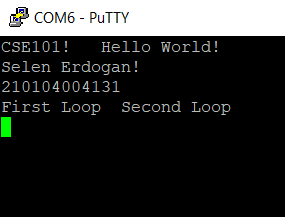 COM6 - PuTTY
CSE101!   Hello World!
Selen Erdogan!
210104004131
First Loop  Second Loop